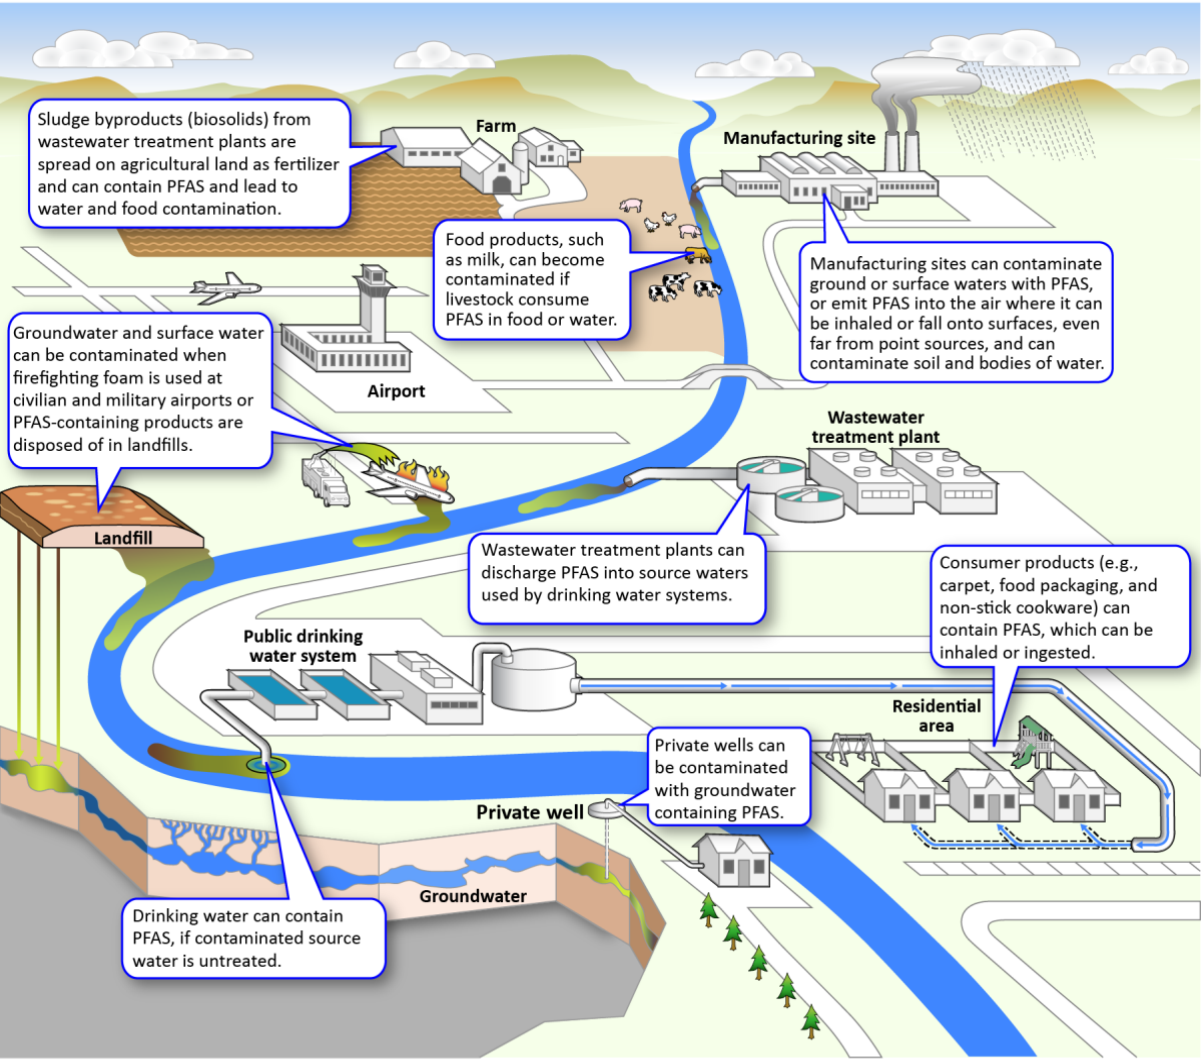 Sludge byproducts (biosolids) from
wastewater treatment plants are
spread on agricultural land as fertilizer
and can contain PFAS and lead to
water and food contamination.
Farm
Manufacturing site
Food products, such
as milk, can become
contaminated if
livestock consume
PFAS in food or water.
Manufacturing sites can contaminate
ground or surface waters with PFAS,
or emit PFAS into the air where it can
be inhaled or fall onto surfaces, even
far from point sources, and can
contaminate soil and bodies of water.
Groundwater and surface water
can be contaminated when
firefighting foam is used at
civilian and military airports or
PFAS-containing products are
disposed of in landfills.
Airport
Wastewater
treatment plant
Landfill
Wastewater treatment plants can
discharge PFAS into source waters
used by drinking water systems.
Consumer products (e.g.,
carpet, food packaging, and
non-stick cookware) can
contain PFAS, which can be
inhaled or ingested.
Public drinking
water system
Residential
area
Private wells can
be contaminated
with groundwater
containing PFAS.
Private well
Groundwater
Drinking water can contain
PFAS, if contaminated source
water is untreated.